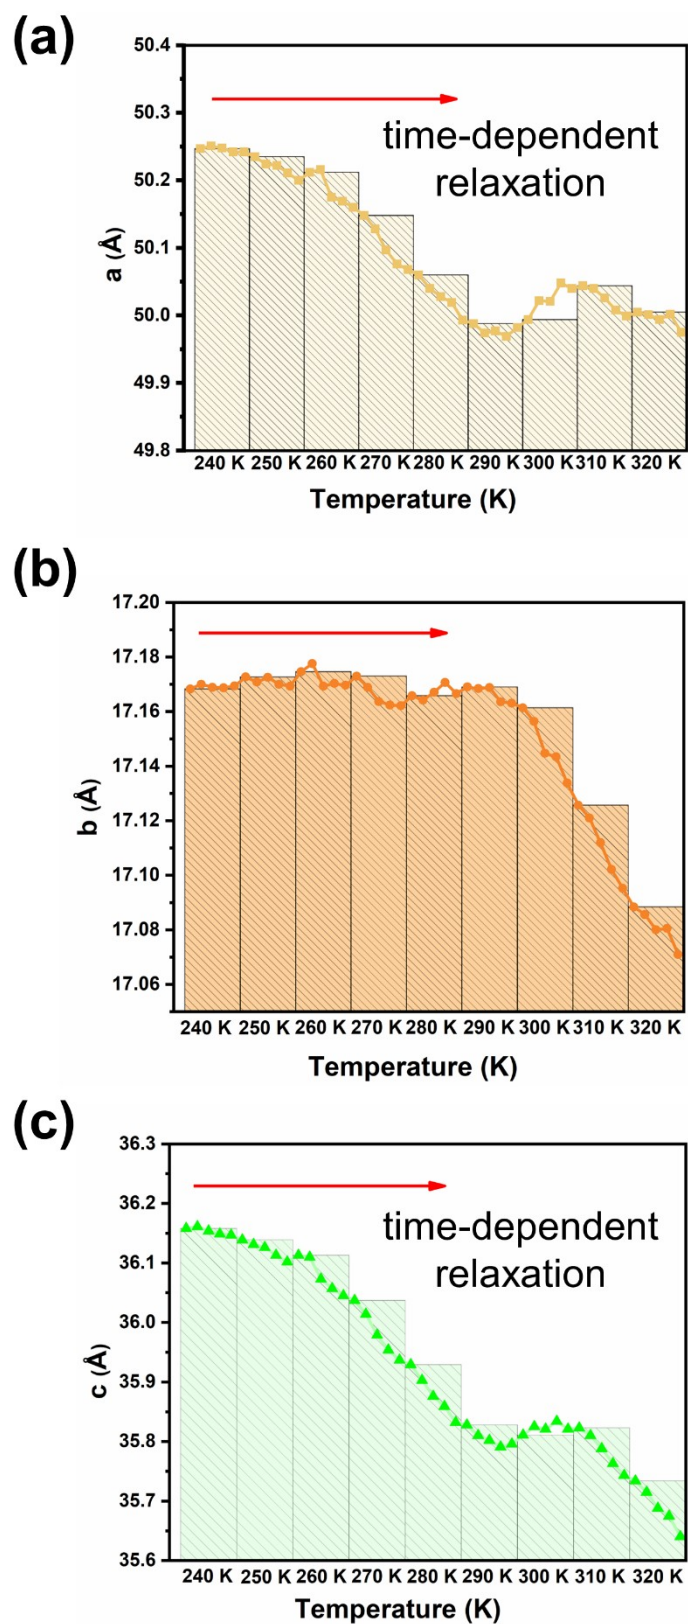 (a)
50.4
50.3
50.2
50.1
50.0
49.9
49.8
a (Å)
time-dependent
relaxation
240 K 250 K 260 K 270 K 280 K 290 K 300 K 310 K 320 K
Temperature (K)
(b)
17.20
17.18
17.16
17.14
17.12
17.10
17.08
17.06
b (Å)
240 K 250 K 260 K 270 K 280 K 290 K 300 K 310 K 320 K
Temperature (K)
(c)
36.3
36.2
36.1
36.0
35.9
35.8
35.7
35.6
c (Å)
time-dependent
relaxation
240 K 250 K 260 K 270 K 280 K 290 K 300 K 310 K 320 K
Temperature (K)